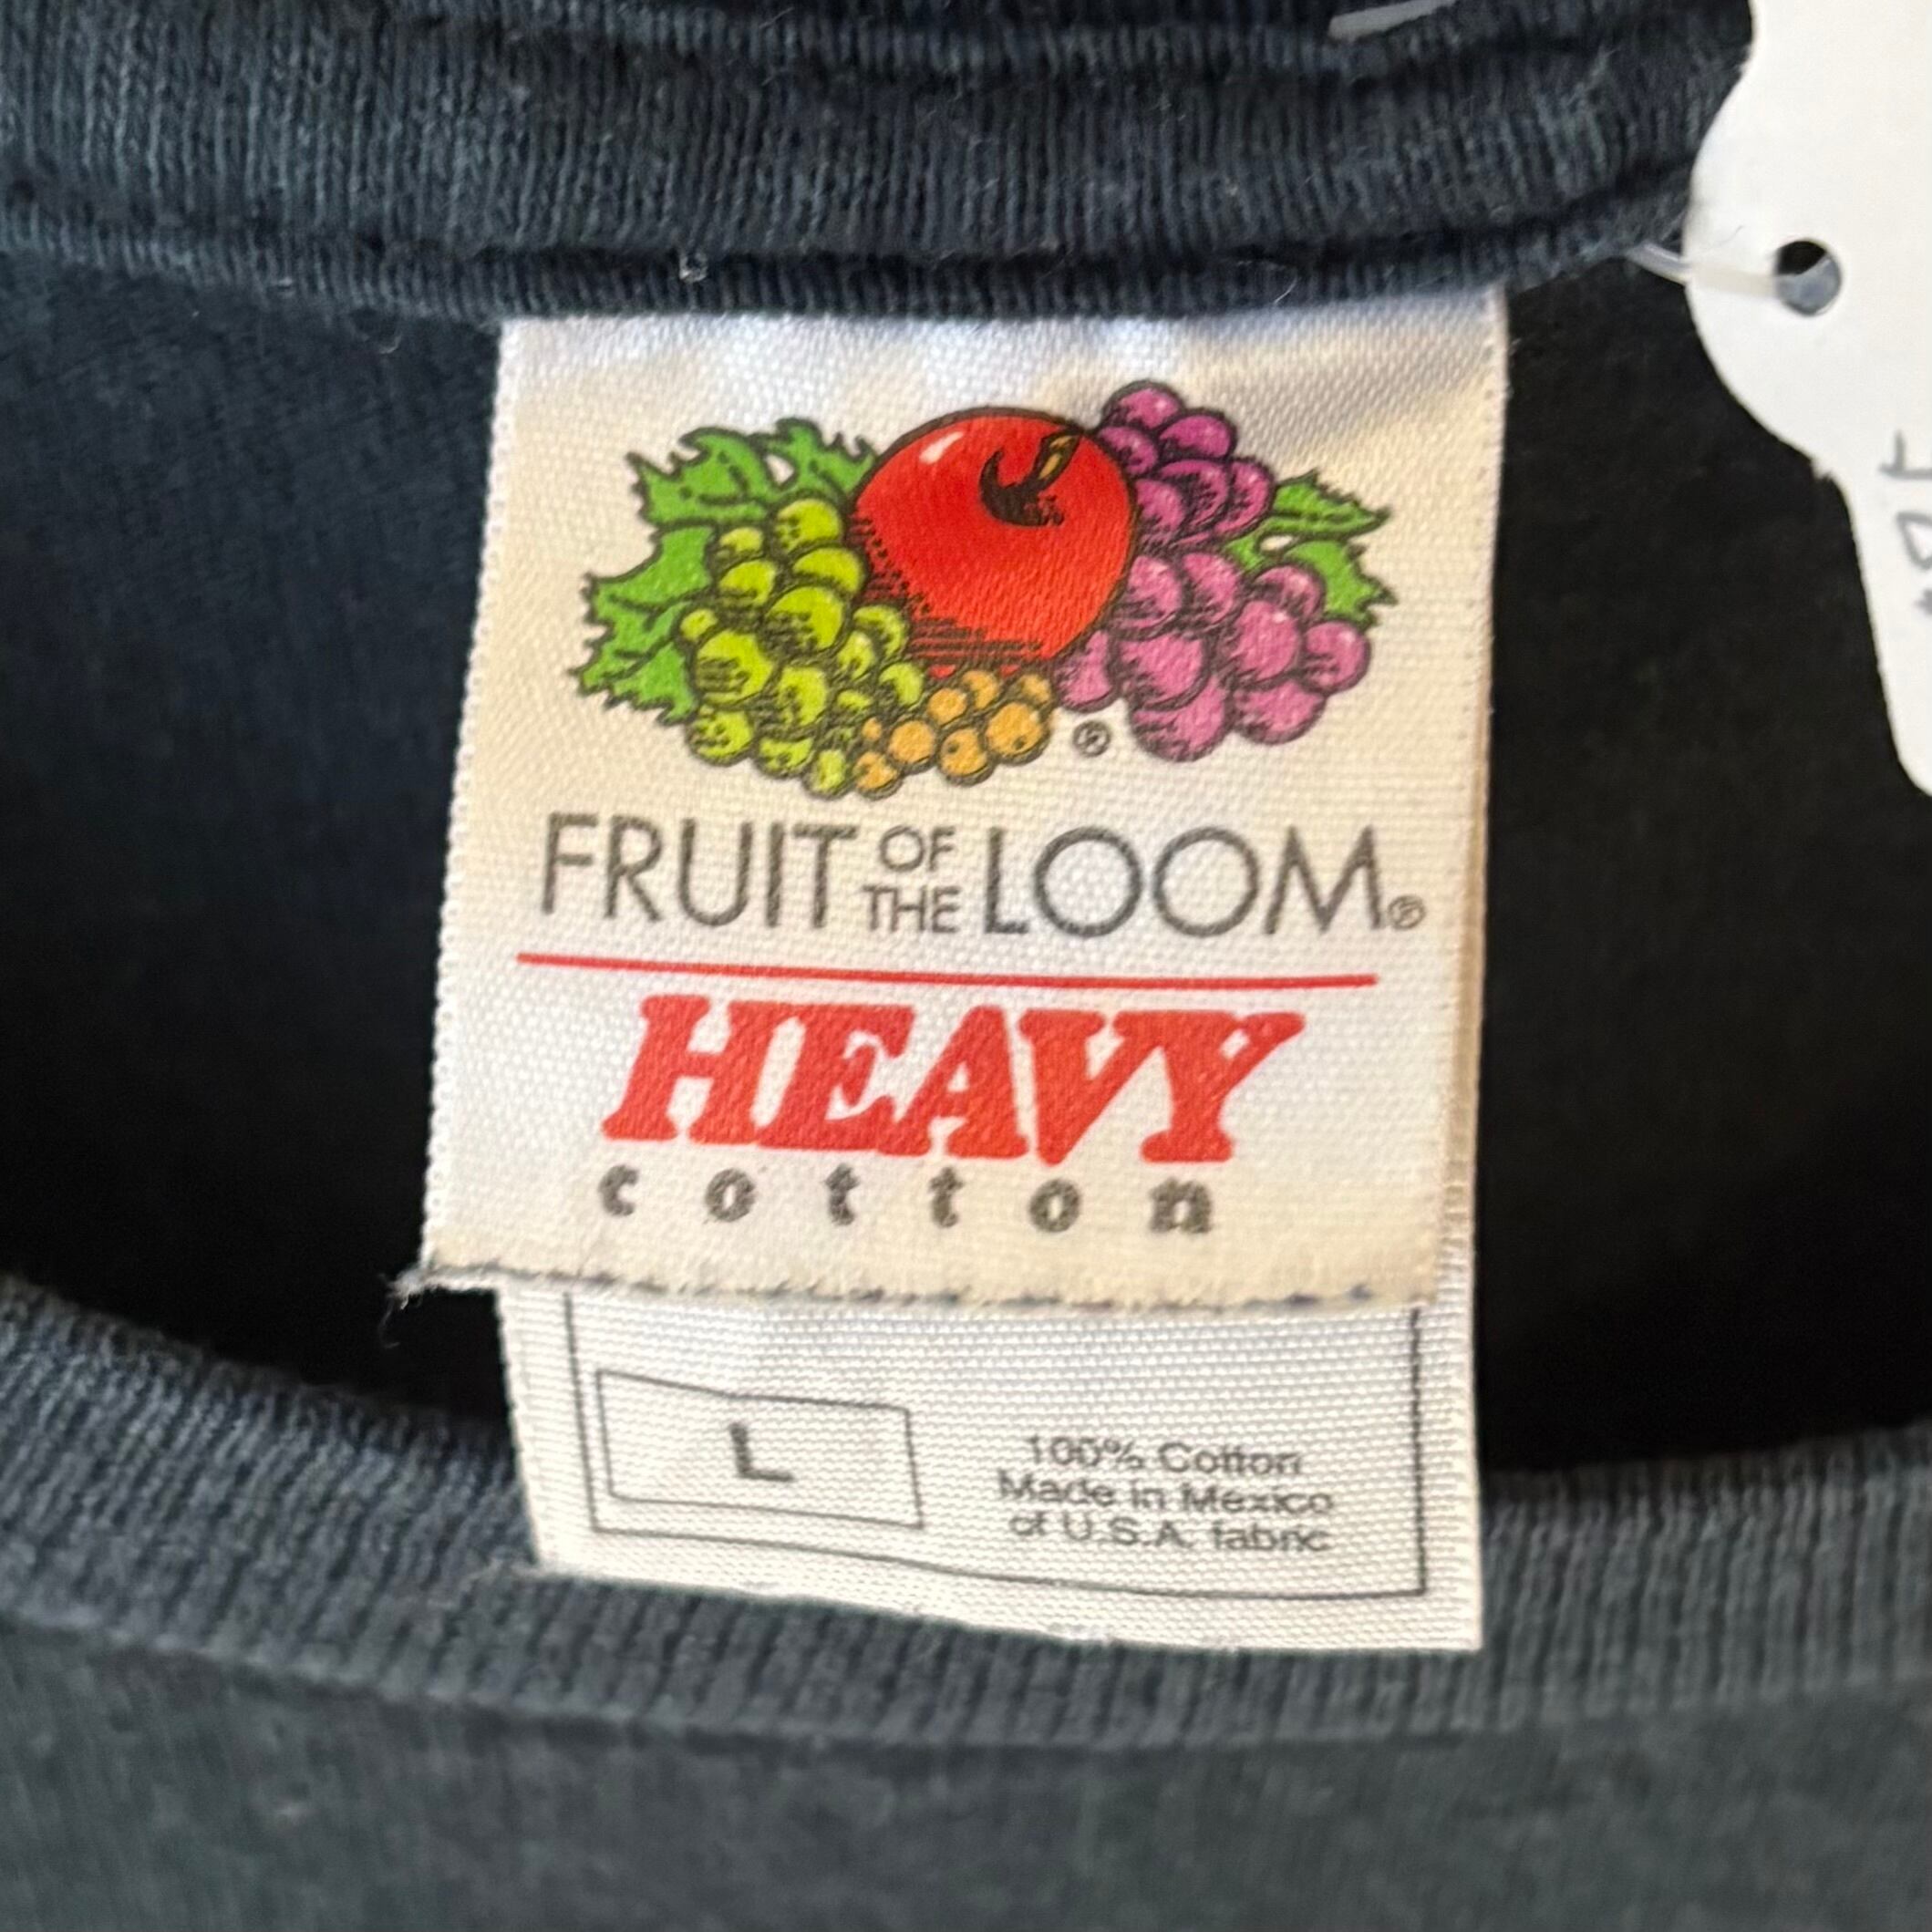 ®
FRUIT OF THE LOOM®
HEAVY
cotton
L
100% Cotton
Made in Mexico
of U.S.A. fabric